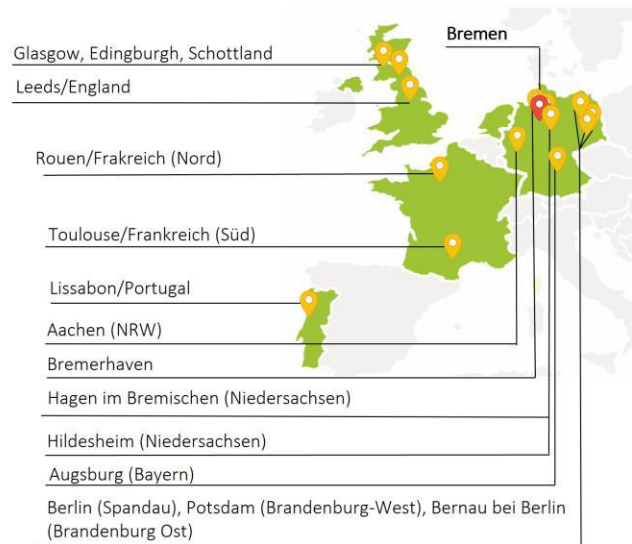 Bremen
Glasgow, Edingburgh, Schottland
Leeds/England
Rouen/Frakreich (Nord)
Toulouse/Frankreich (Süd)
Lissabon/Portugal
Aachen (NRW)
Bremerhaven
Hagen im Bremischen (Niedersachsen)
Hildesheim (Niedersachsen)
Augsburg (Bayern)
Berlin (Spandau), Potsdam (Brandenburg-West), Bernau bei Berlin
(Brandenburg Ost)